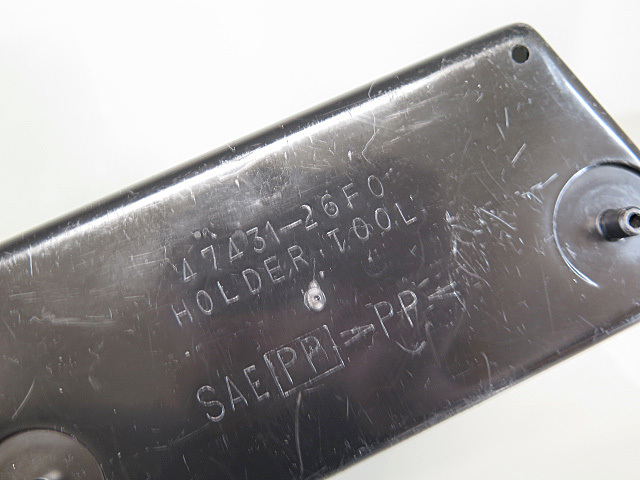 47431-26F0
HOLDER, TOOL
SAE PP >PP<